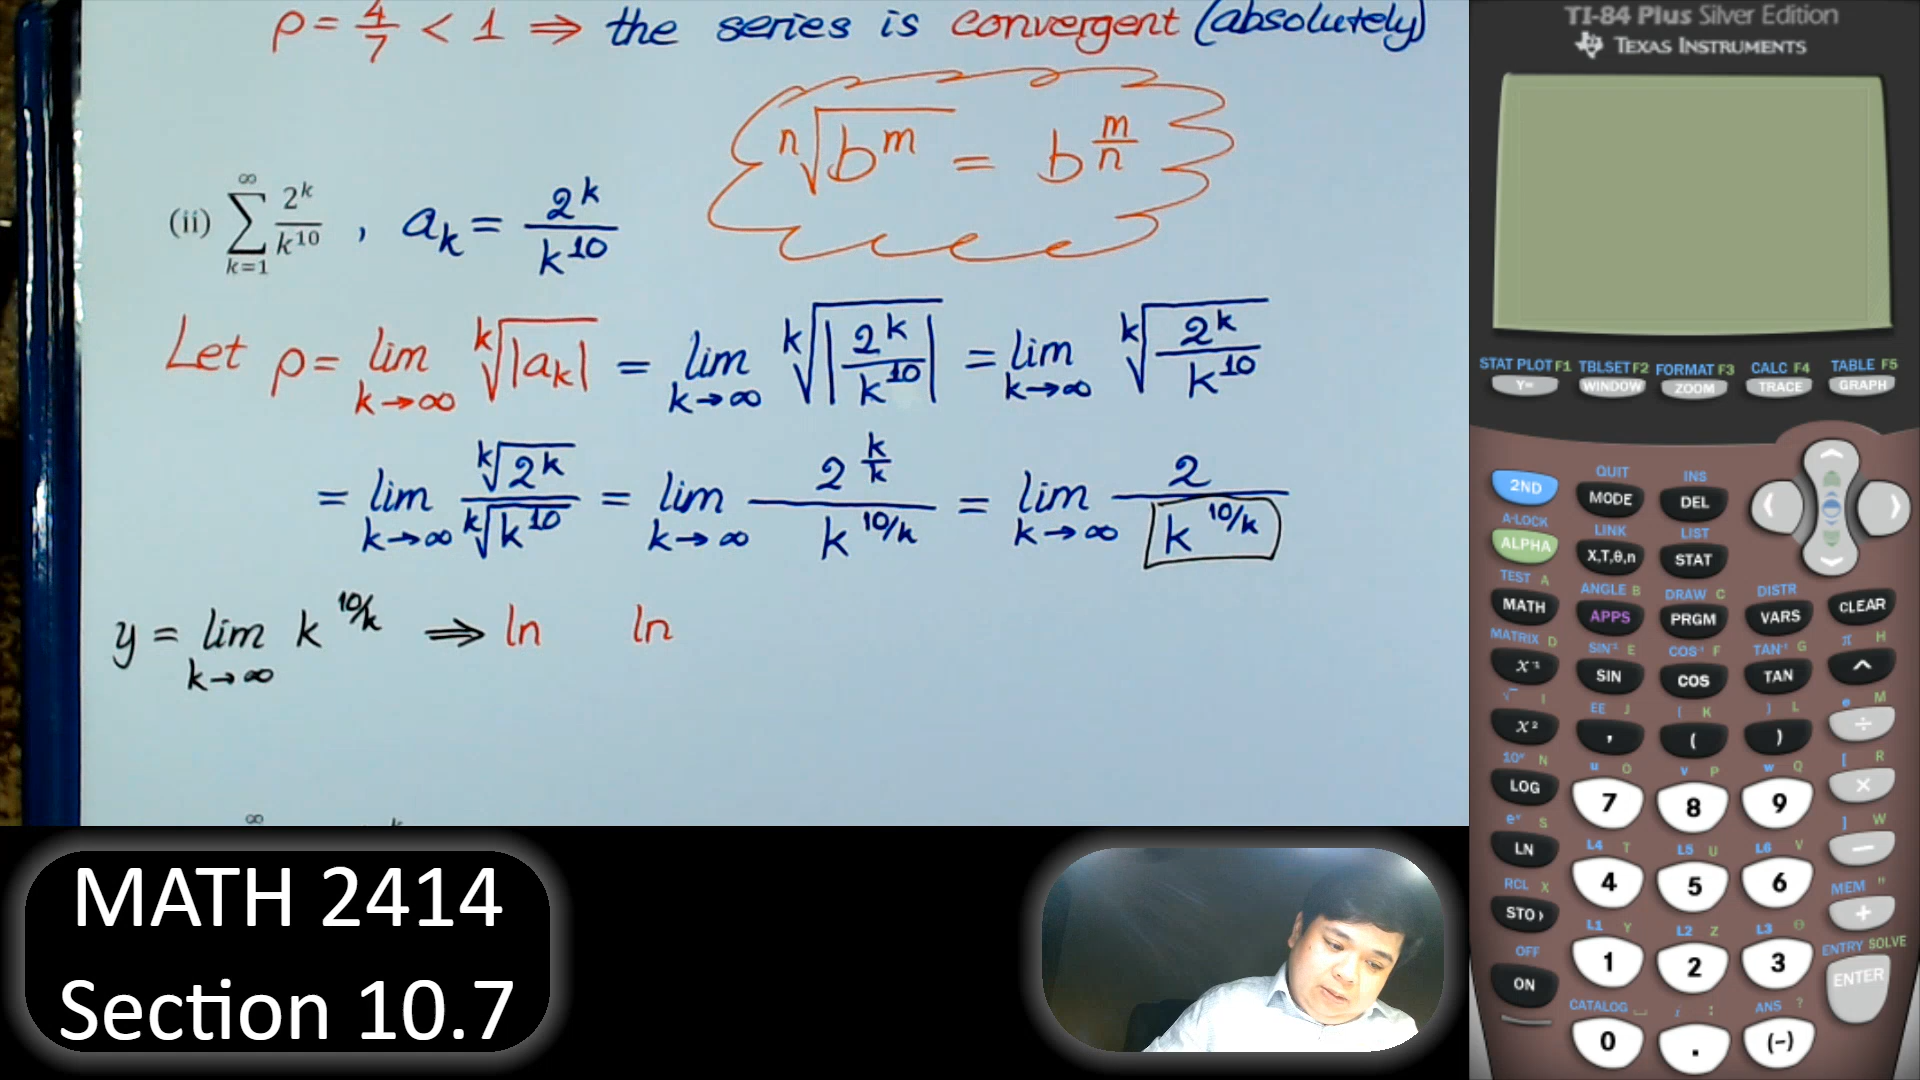 ρ = 4/7 < 1 ⇒ the series is convergent (absolutely)
ⁿ√(b^m) = b^(m/n)
(ii) ∑_{k=1}^{∞} 2^k/k^10 , a_k = 2^k/k^10
Let ρ = lim_{k→∞} ᵏ√|a_k| = lim_{k→∞} ᵏ√|2^k/k^10| = lim_{k→∞} ᵏ√(2^k/k^10)
= lim_{k→∞} ᵏ√(2^k)/ᵏ√(k^10) = lim_{k→∞} 2^(k/k)/k^(10/k) = lim_{k→∞} 2/k^(10/k)
y = lim_{k→∞} k^(10/k) ⇒ ln ln
∞ k
MATH 2414
Section 10.7
TI-84 Plus Silver Edition
TEXAS INSTRUMENTS
STAT PLOT F1 TBLSET F2 FORMAT F3 CALC F4 TABLE F5
Y= WINDOW ZOOM TRACE GRAPH
QUIT INS
2ND MODE DEL
A-LOCK LINK LIST
ALPHA X,T,θ,n STAT
TEST A ANGLE B DRAW C DISTR
MATH APPS PRGM VARS CLEAR
MATRIX D SIN⁻¹ E COS⁻¹ F TAN⁻¹ G π H
x⁻¹ SIN COS TAN ^
√ I EE J { K } L e M
x² , ( ) ÷
10ˣ N u O v P w Q [ R
LOG 7 8 9 ×
eˣ S L4 T L5 U L6 V ] W
LN 4 5 6 −
RCL X L1 Y L2 Z L3 θ MEM "
STO 1 2 3 +
OFF CATALOG i : ANS ? ENTRY SOLVE
ON 0 . (−) ENTER